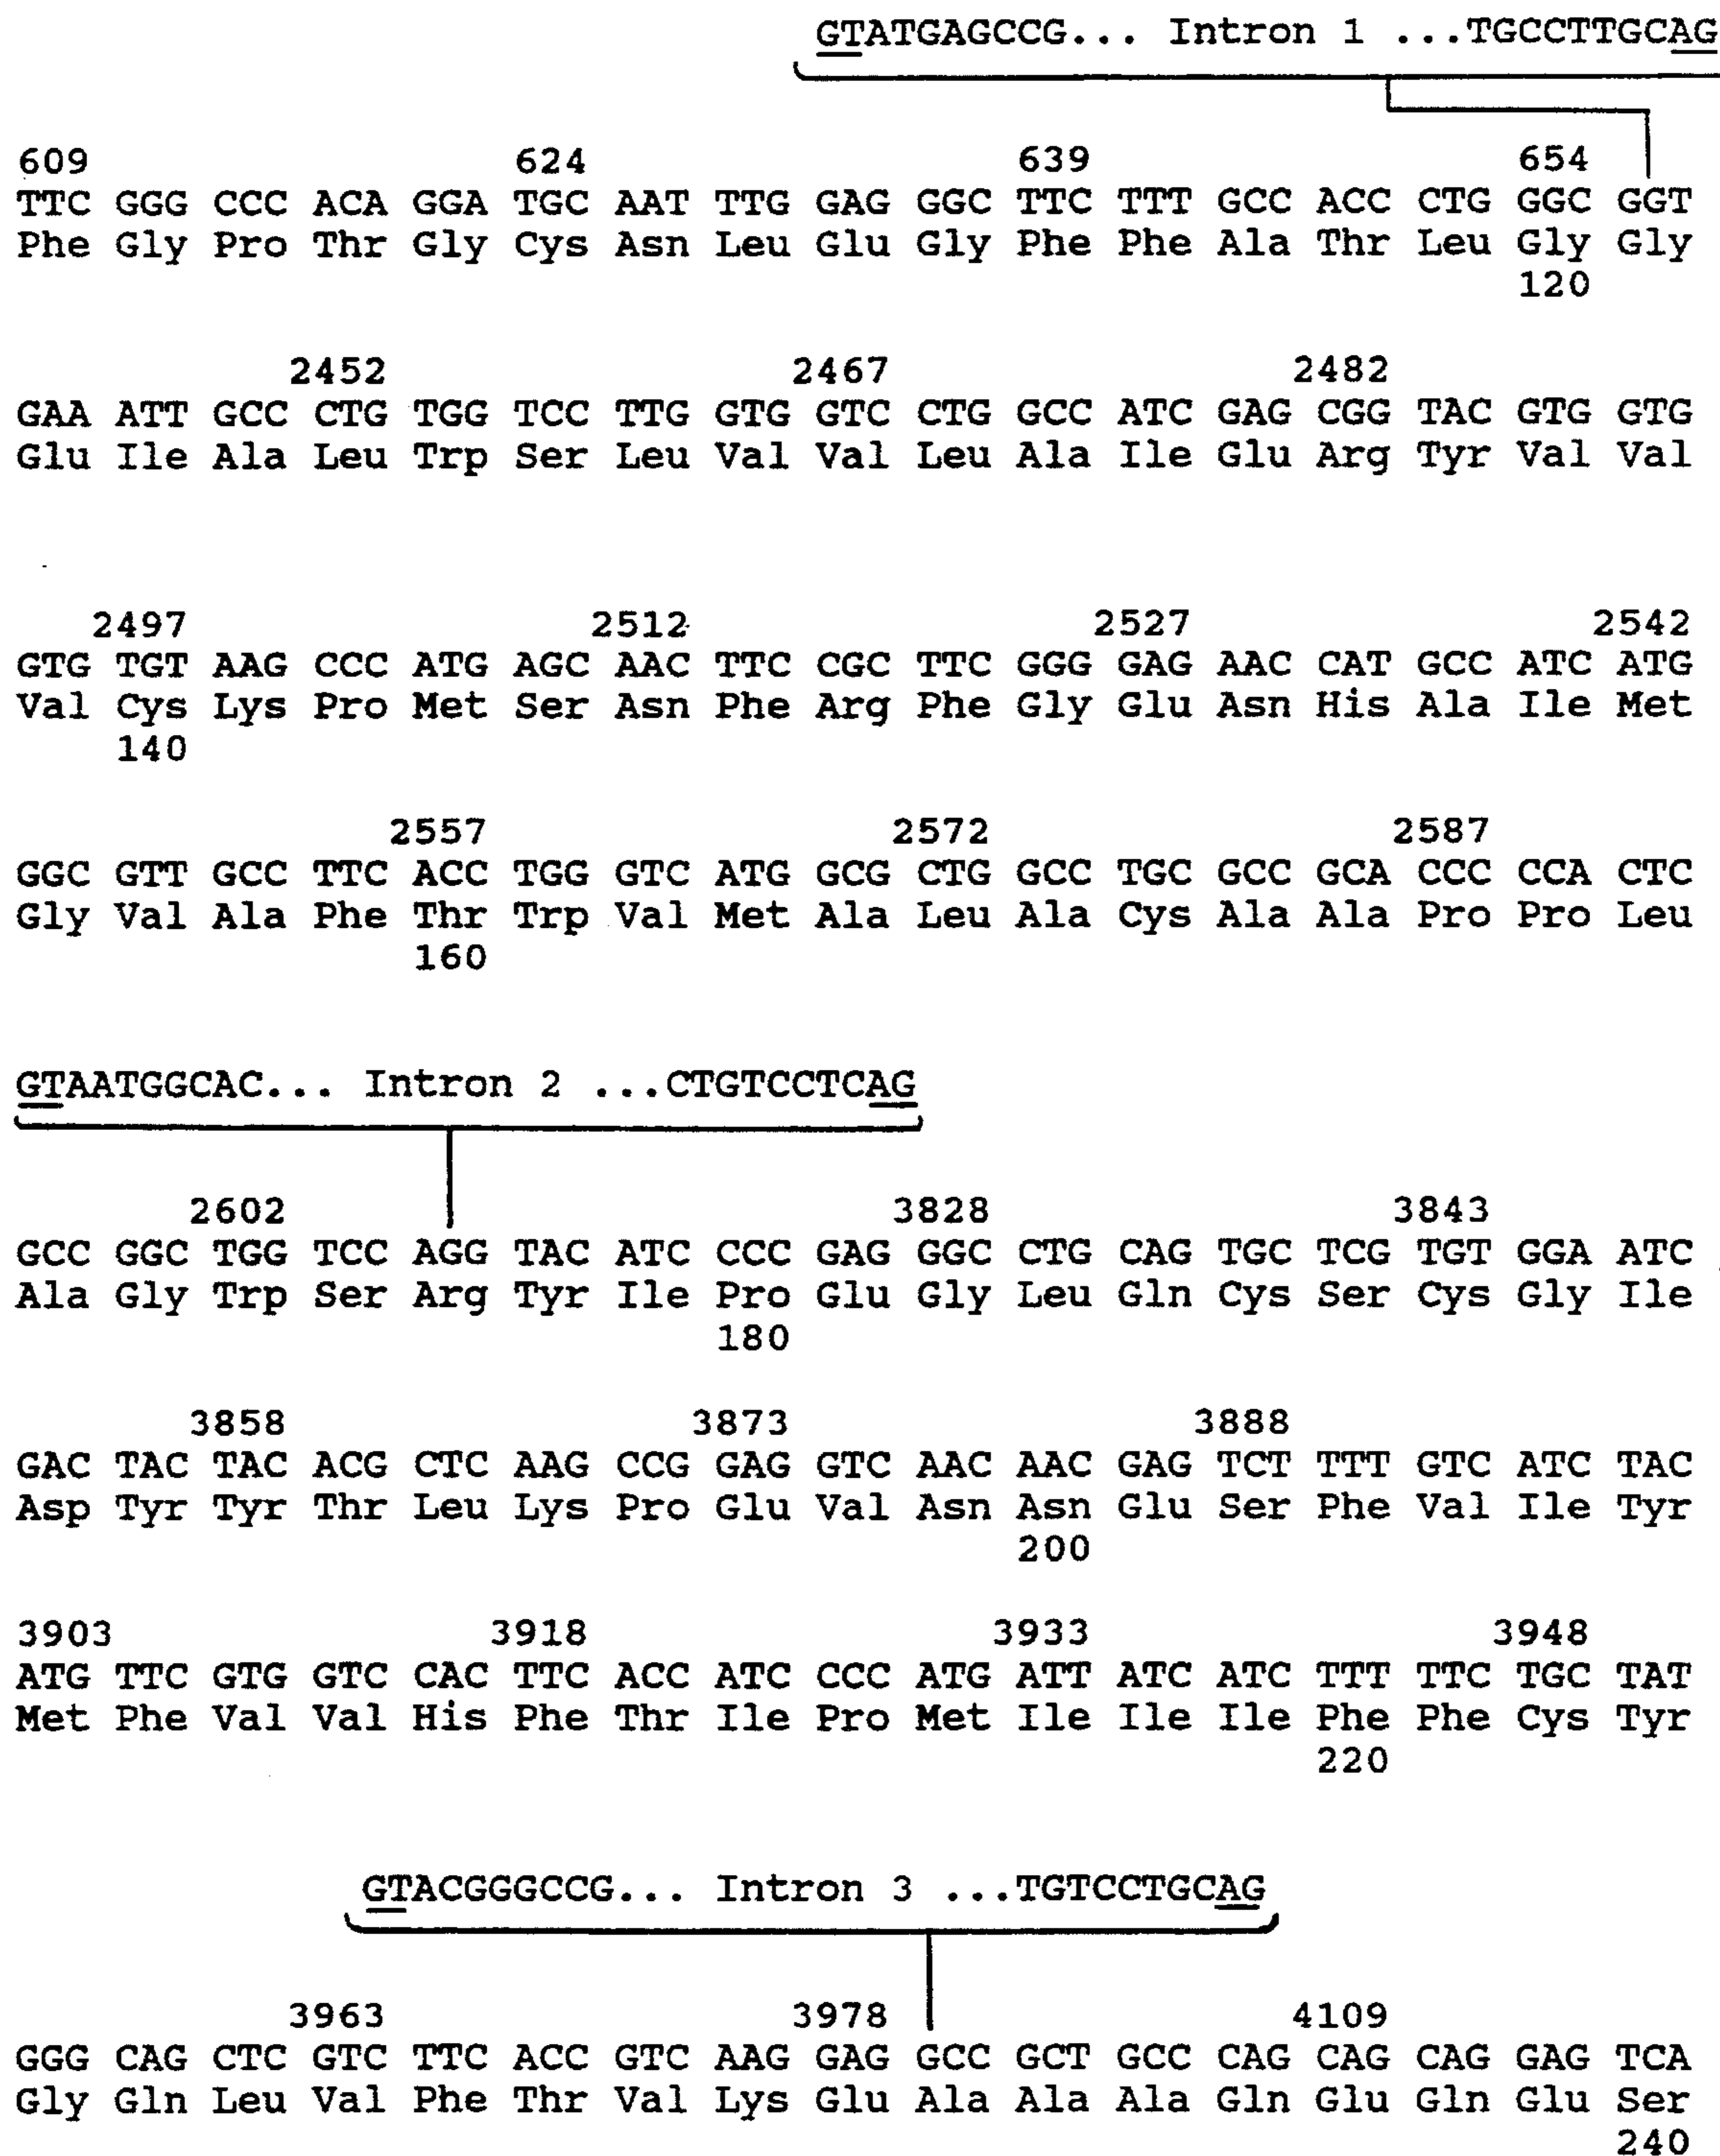 GTATGAGCCG... Intron 1 ...TGCCTTGCAG
609 624 639 654
TTC GGG CCC ACA GGA TGC AAT TTG GAG GGC TTC TTT GCC ACC CTG GGC GGT
Phe Gly Pro Thr Gly Cys Asn Leu Glu Gly Phe Phe Ala Thr Leu Gly Gly
120
2452 2467 2482
GAA ATT GCC CTG TGG TCC TTG GTG GTC CTG GCC ATC GAG CGG TAC GTG GTG
Glu Ile Ala Leu Trp Ser Leu Val Val Leu Ala Ile Glu Arg Tyr Val Val
2497 2512 2527 2542
GTG TGT AAG CCC ATG AGC AAC TTC CGC TTC GGG GAG AAC CAT GCC ATC ATG
Val Cys Lys Pro Met Ser Asn Phe Arg Phe Gly Glu Asn His Ala Ile Met
140
2557 2572 2587
GGC GTT GCC TTC ACC TGG GTC ATG GCG CTG GCC TGC GCC GCA CCC CCA CTC
Gly Val Ala Phe Thr Trp Val Met Ala Leu Ala Cys Ala Ala Pro Pro Leu
160
GTAATGGCAC... Intron 2 ...CTGTCCTCAG
2602 3828 3843
GCC GGC TGG TCC AGG TAC ATC CCC GAG GGC CTG CAG TGC TCG TGT GGA ATC
Ala Gly Trp Ser Arg Tyr Ile Pro Glu Gly Leu Gln Cys Ser Cys Gly Ile
180
3858 3873 3888
GAC TAC TAC ACG CTC AAG CCG GAG GTC AAC AAC GAG TCT TTT GTC ATC TAC
Asp Tyr Tyr Thr Leu Lys Pro Glu Val Asn Asn Glu Ser Phe Val Ile Tyr
200
3903 3918 3933 3948
ATG TTC GTG GTC CAC TTC ACC ATC CCC ATG ATT ATC ATC TTT TTC TGC TAT
Met Phe Val Val His Phe Thr Ile Pro Met Ile Ile Ile Phe Phe Cys Tyr
220
GTACGGGCCG... Intron 3 ...TGTCCTGCAG
3963 3978 4109
GGG CAG CTC GTC TTC ACC GTC AAG GAG GCC GCT GCC CAG CAG CAG GAG TCA
Gly Gln Leu Val Phe Thr Val Lys Glu Ala Ala Ala Gln Glu Gln Glu Ser
240